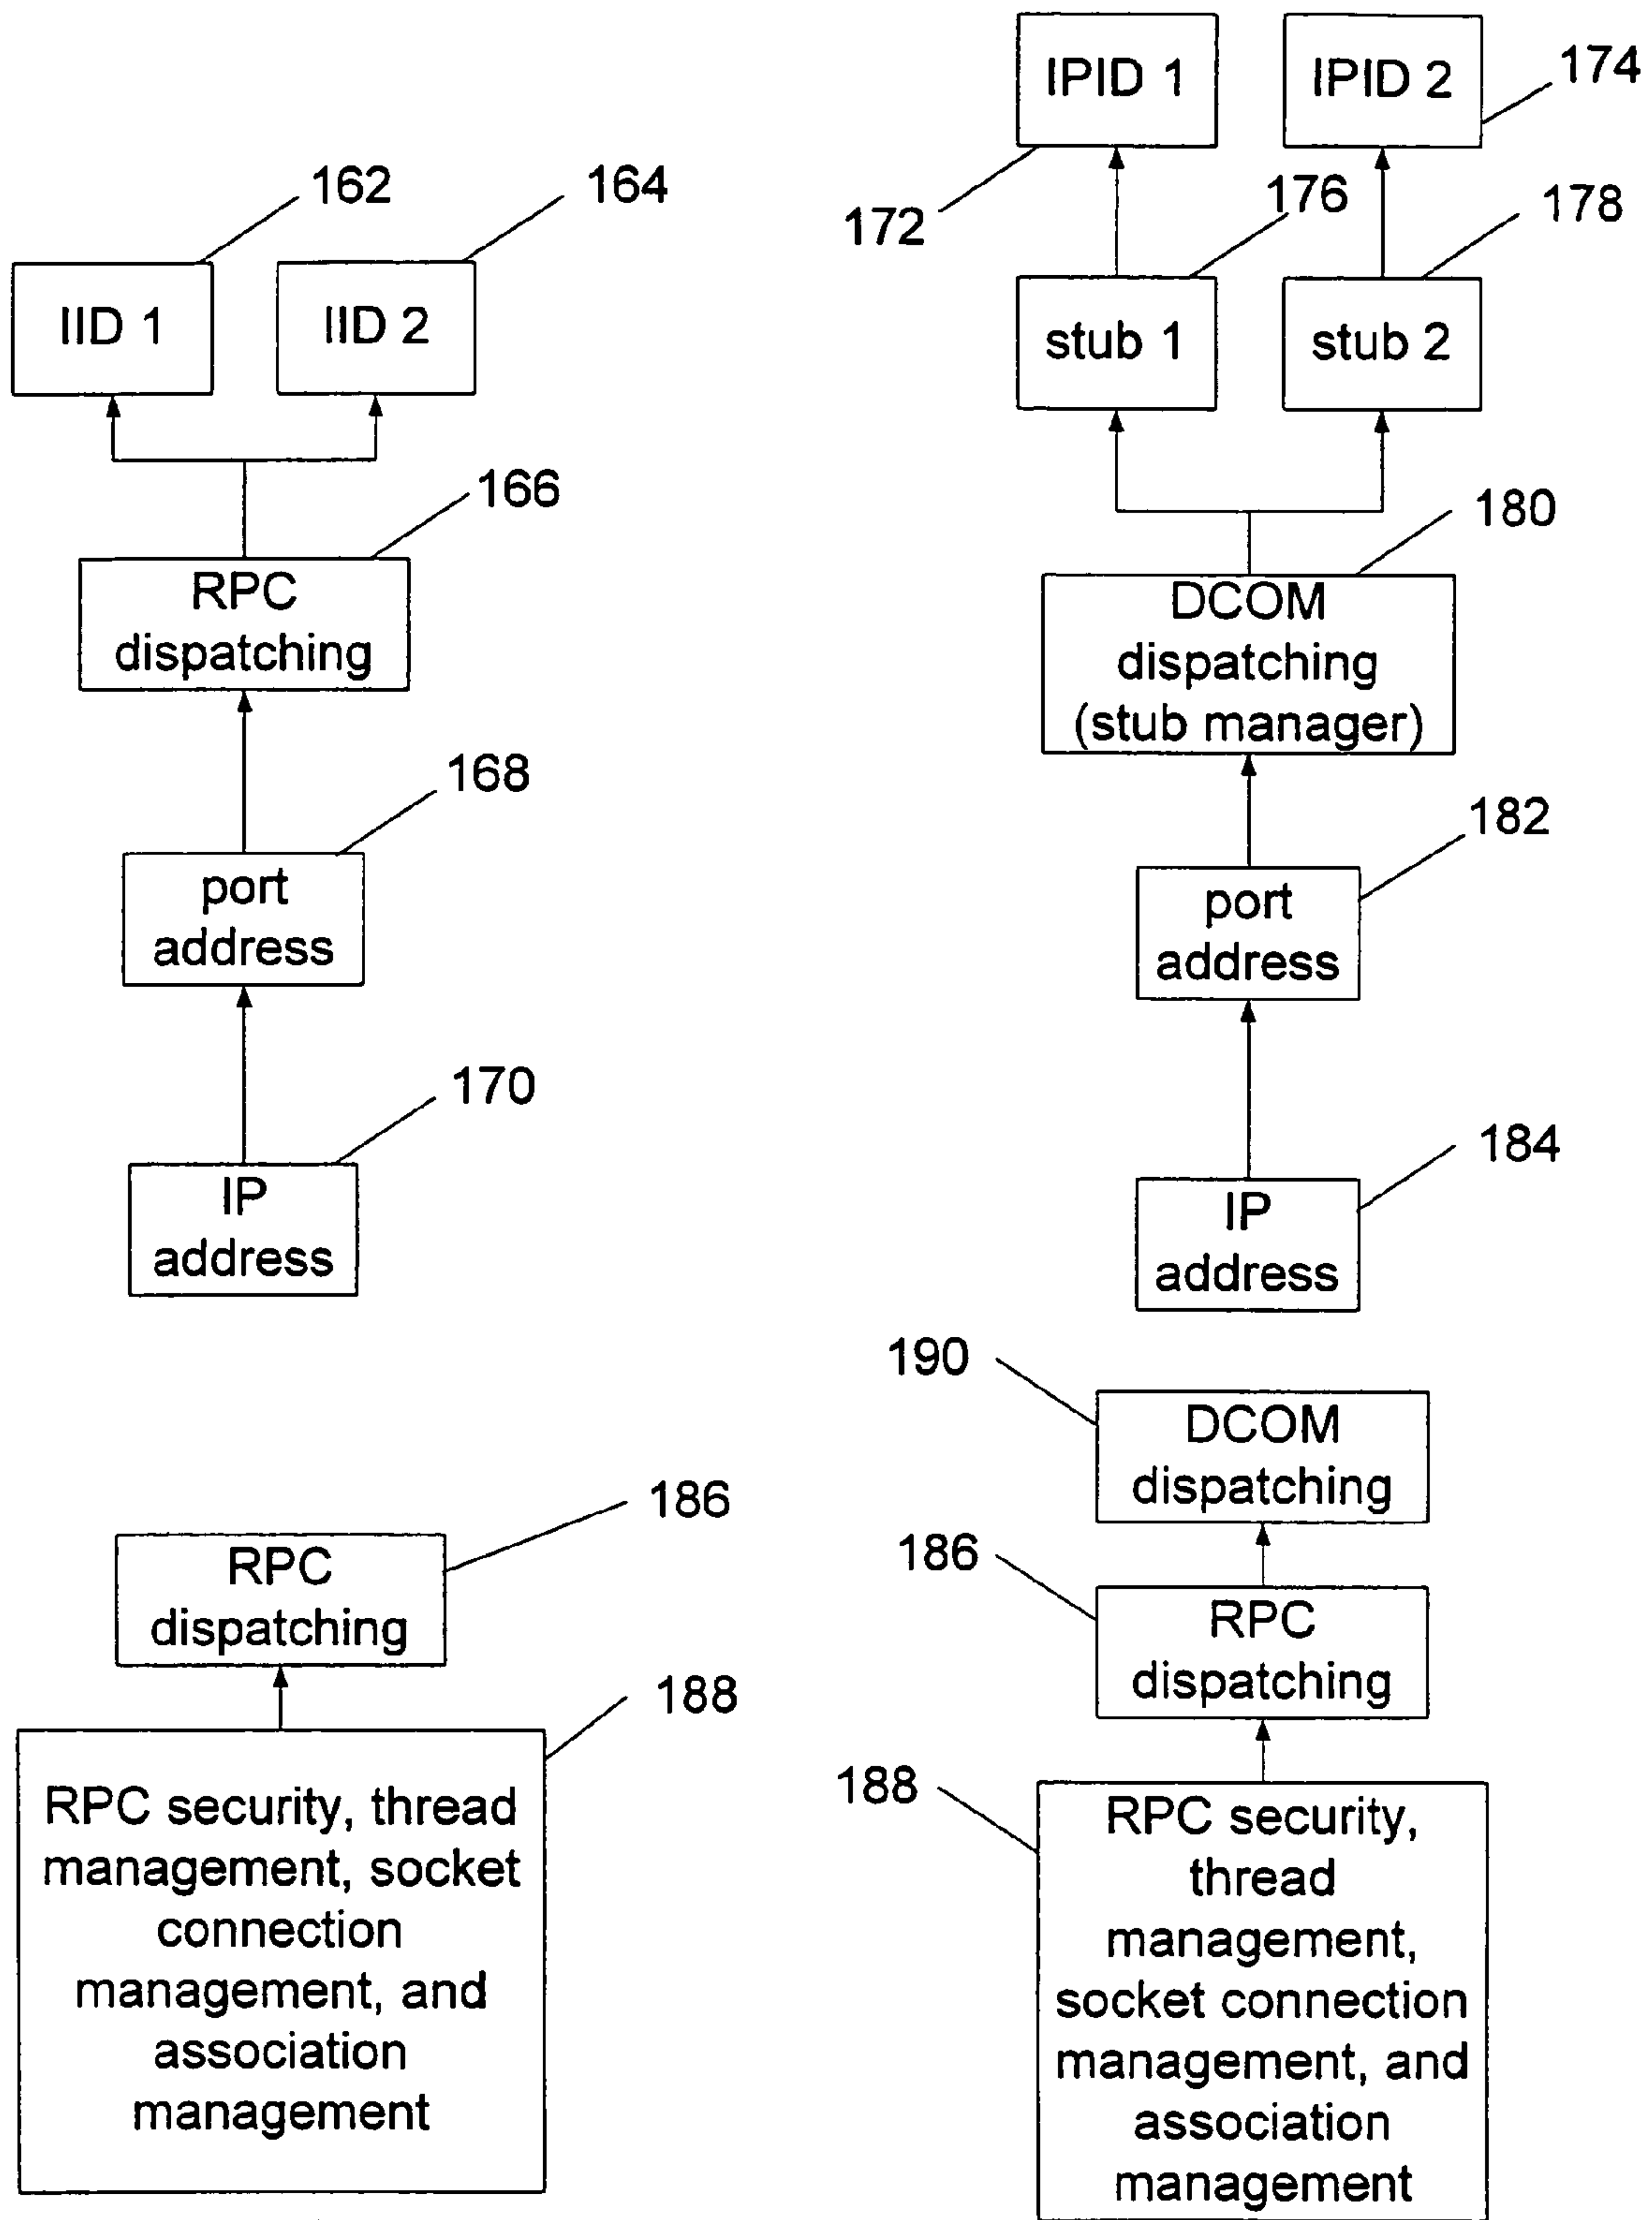 162
164
IID 1
IID 2
166
RPC
dispatching
168
port
address
170
IP
address
IPID 1
IPID 2
174
172
176
178
stub 1
stub 2
180
DCOM
dispatching
(stub manager)
182
port
address
184
IP
address
186
RPC
dispatching
188
RPC security, thread
management, socket
connection
management, and
association
management
190
DCOM
dispatching
186
RPC
dispatching
188
RPC security,
thread
management,
socket connection
management, and
association
management